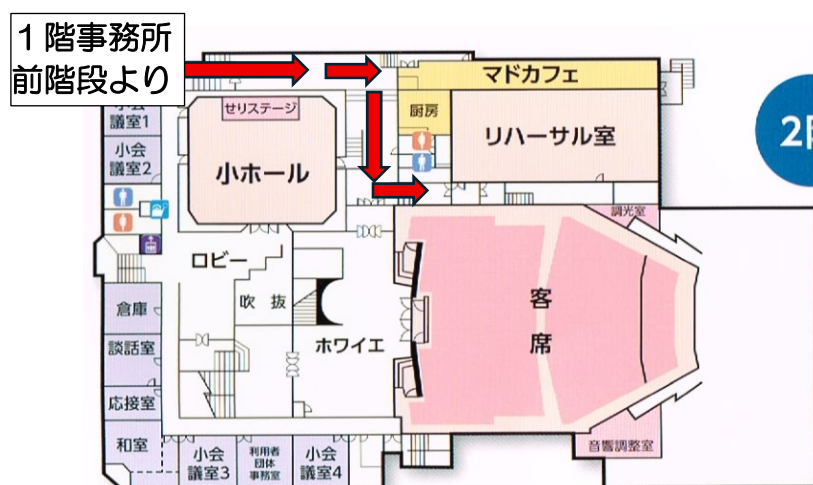 １階事務所
前階段より
小会
議室1
小会
議室2
せりステージ
小ホール
マドカフェ
厨房
リハーサル室
調光室
ロビー
吹 抜
ホワイエ
客
席
倉庫
談話室
応接室
和室
小会
議室3
利用者
団体
事務室
小会
議室4
音響調整室